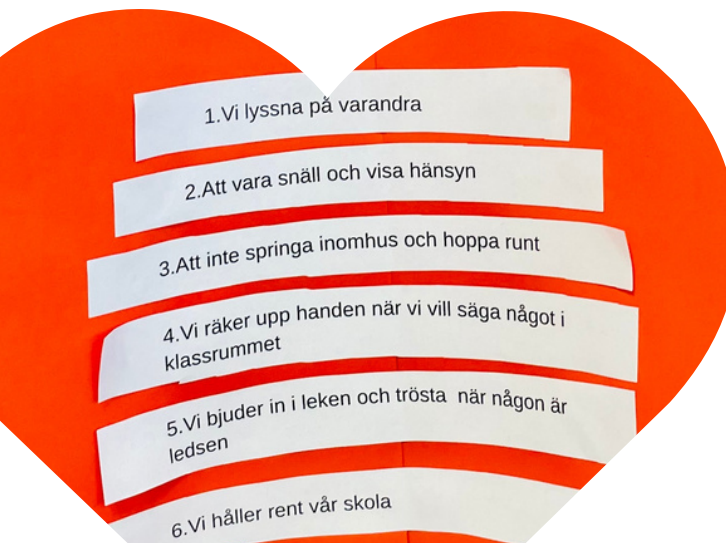 1.Vi lyssna på varandra
2.Att vara snäll och visa hänsyn
3.Att inte springa inomhus och hoppa runt
4.Vi räker upp handen när vi vill säga något i
klassrummet
5.Vi bjuder in i leken och trösta  när någon är
ledsen
6.Vi håller rent vår skola